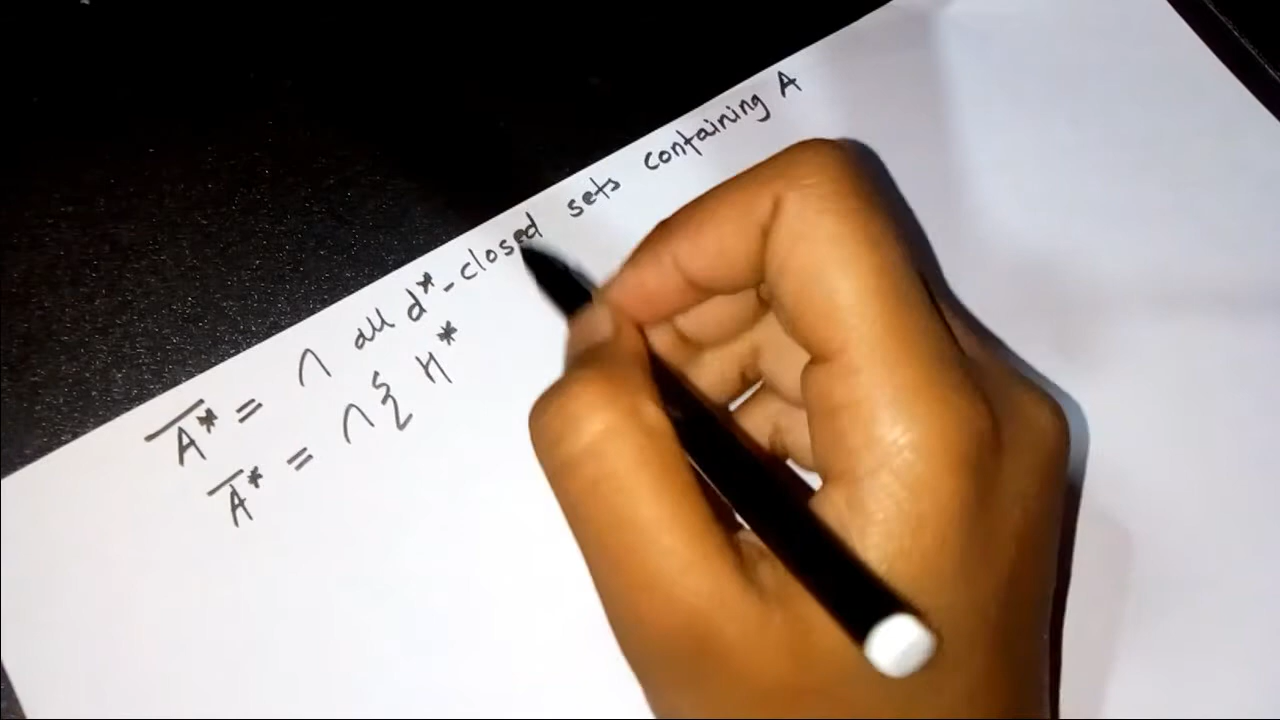 A̅* = ∩ all d* - closed sets containing A
A̅* = ∩ { H*